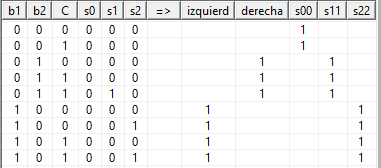 b1 b2 C s0 s1 s2 => izquierd derecha s00 s11 s22
0 0 0 0 0 0 1
0 0 1 0 0 0 1
0 1 0 0 0 0 1 1
0 1 1 0 0 0 1 1
0 1 1 0 1 0 1 1
1 0 0 0 0 0 1 1
1 0 0 0 0 1 1 1
1 0 1 0 0 0 1 1
1 0 1 0 0 1 1 1